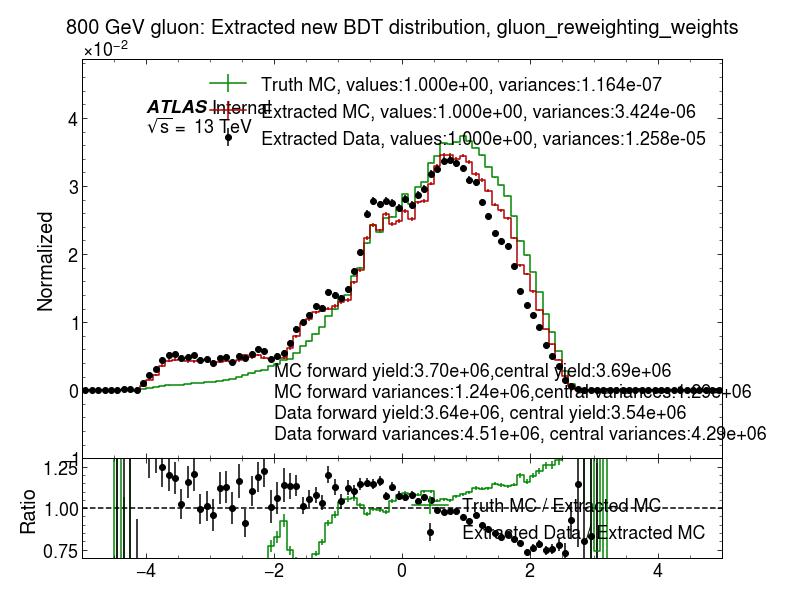 800 GeV gluon: Extracted new BDT distribution, gluon_reweighting_weights
×10⁻²
Truth MC, values:1.000e+00, variances:1.164e-07
ATLAS Internal
Extracted MC, values:1.000e+00, variances:3.424e-06
√s = 13 TeV
Extracted Data, values:1.000e+00, variances:1.258e-05
4
3
2
1
0
Normalized
MC forward yield:3.70e+06,central yield:3.69e+06
MC forward variances:1.24e+06,central variances:1.29e+06
Data forward yield:3.64e+06, central yield:3.54e+06
Data forward variances:4.51e+06, central variances:4.29e+06
1
1.25
1.00
0.75
Ratio
Truth MC / Extracted MC
Extracted Data / Extracted MC
−4 −2 0 2 4